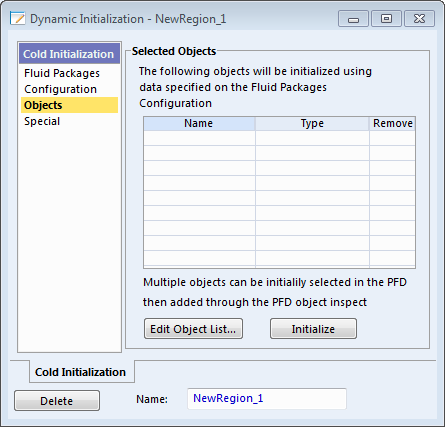 Dynamic Initialization - NewRegion_1
Cold Initialization
Fluid Packages
Configuration
Objects
Special
Selected Objects
The following objects will be initialized using
data specified on the Fluid Packages
Configuration
Name Type Remove
Multiple objects can be initialily selected in the PFD
then added through the PFD object inspect
Edit Object List... Initialize
Cold Initialization
Delete Name: NewRegion_1